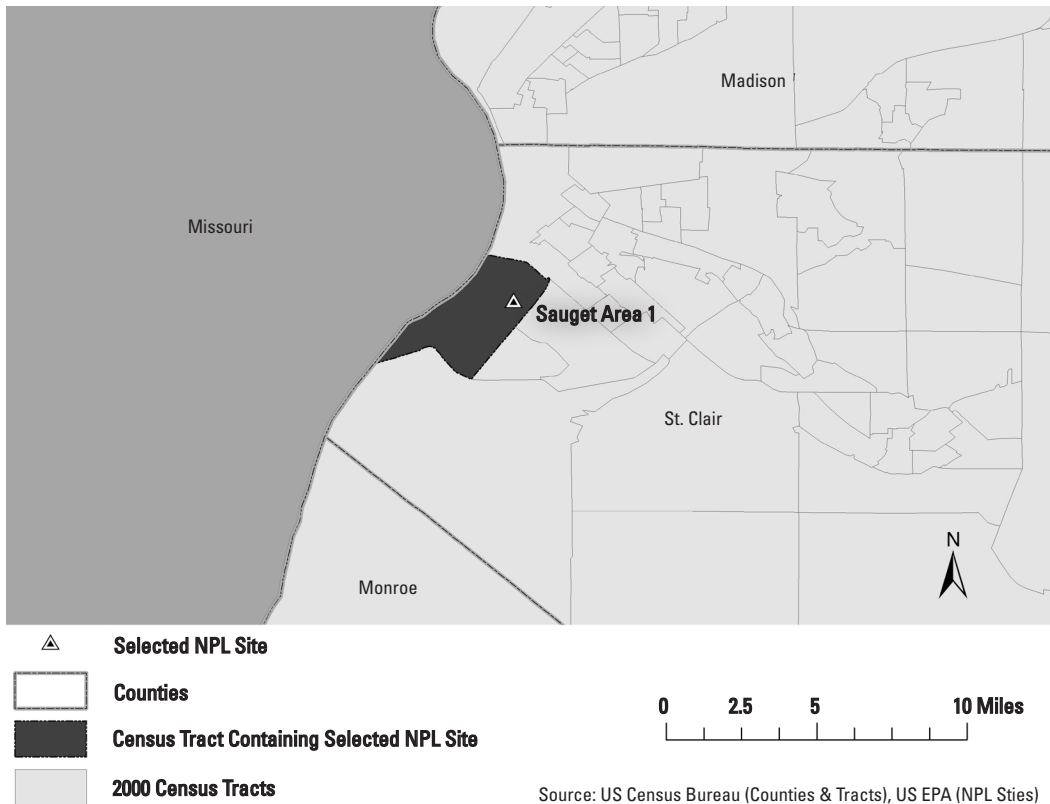 Madison
Missouri
Sauget Area 1
St. Clair
N
Monroe
Selected NPL Site
Counties
0 2.5 5 10 Miles
Census Tract Containing Selected NPL Site
2000 Census Tracts
Source: US Census Bureau (Counties & Tracts), US EPA (NPL Sties)